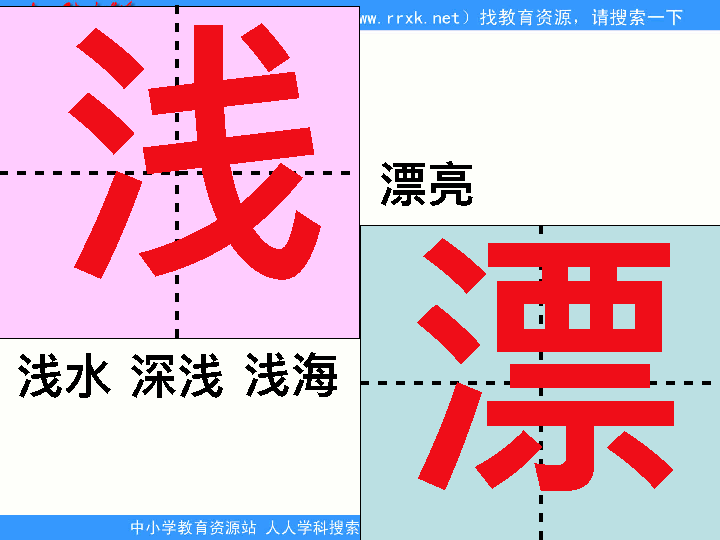 ww.rrxk.net）找教育资源，请搜索一下
浅
漂亮
漂
浅水 深浅 浅海
中小学教育资源站 人人学科搜索